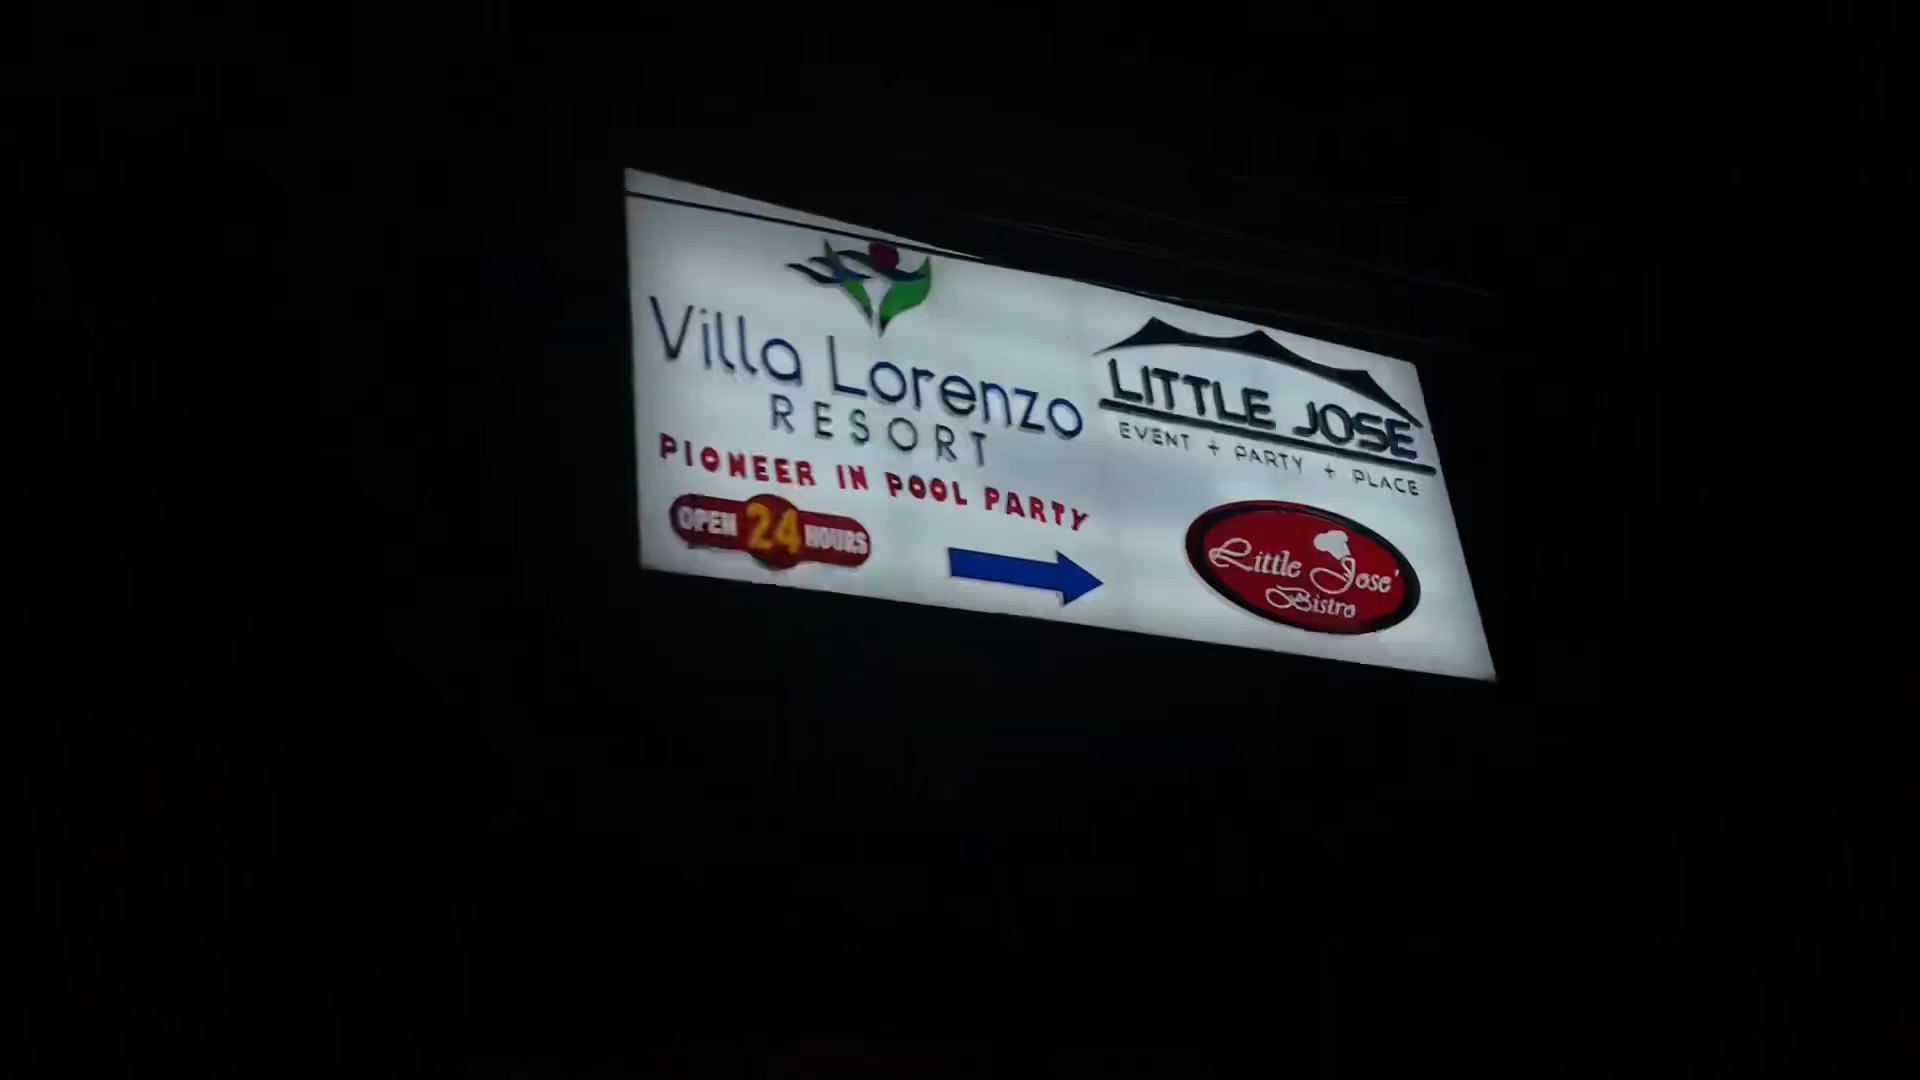 Villa Lorenzo
RESORT
PIONEER IN POOL PARTY
OPEN 24 HOURS
LITTLE JOSE
EVENT + PARTY + PLACE
Little Jose'
Bistro